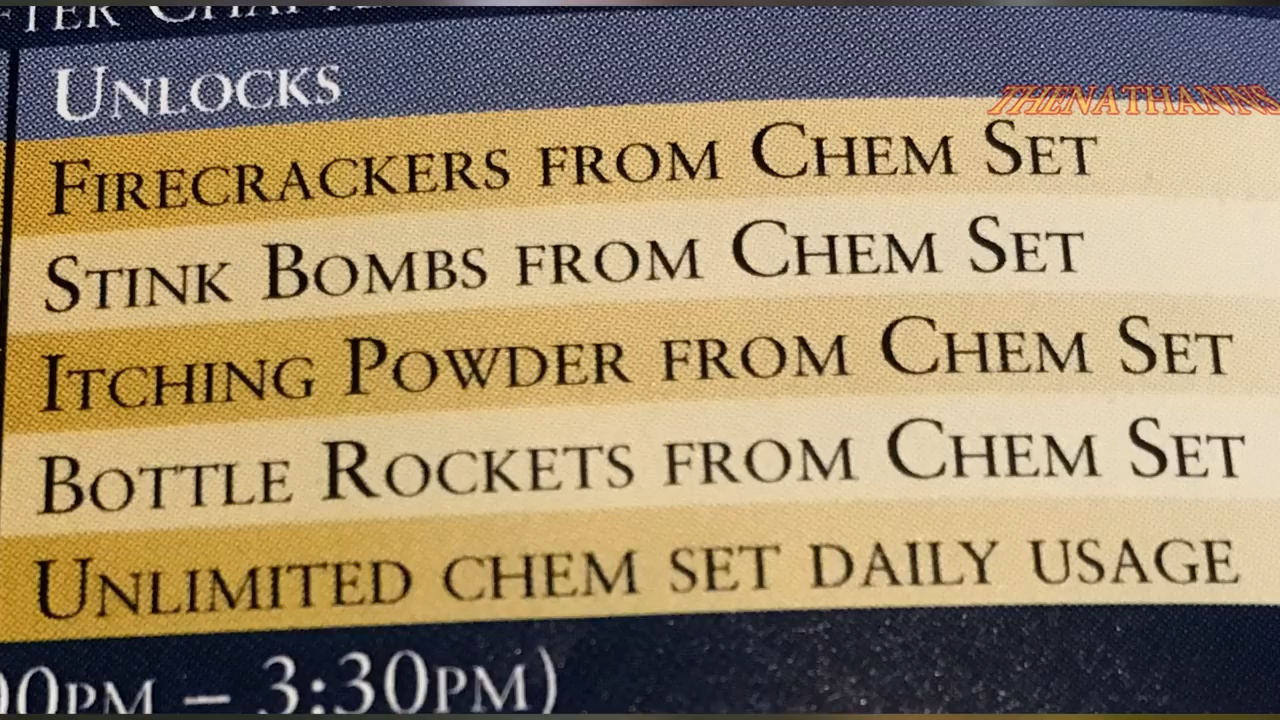 Unlocks
THENATHANNS
Firecrackers from Chem Set
Stink Bombs from Chem Set
Itching Powder from Chem Set
Bottle Rockets from Chem Set
Unlimited chem set daily usage
3:30pm)